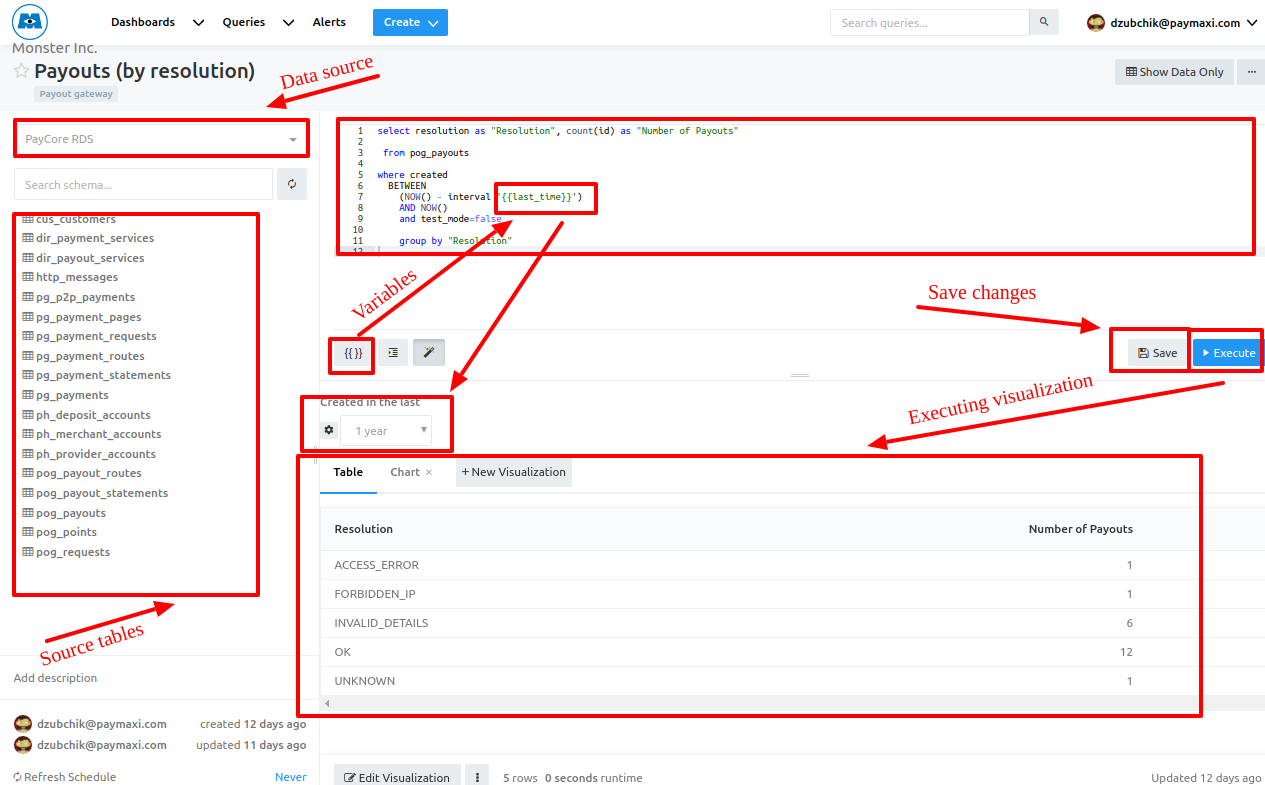 Dashboards Queries Alerts Create Search queries... dzubchik@paymaxi.com
Monster Inc.
Payouts (by resolution)
Payout gateway
Show Data Only ...
Data source
PayCore RDS
Search schema...
cus_customers
dir_payment_services
dir_payout_services
http_messages
pg_p2p_payments
pg_payment_pages
pg_payment_requests
pg_payment_routes
pg_payment_statements
pg_payments
ph_deposit_accounts
ph_merchant_accounts
ph_provider_accounts
pog_payout_routes
pog_payout_statements
pog_payouts
pog_points
pog_requests
Source tables
Add description
dzubchik@paymaxi.com created 12 days ago
dzubchik@paymaxi.com updated 11 days ago
Refresh Schedule Never
1 select resolution as "Resolution", count(id) as "Number of Payouts"
2
3 from pog_payouts
4
5 where created
6 BETWEEN
7 (NOW() - interval '{{last_time}}')
8 AND NOW()
9 and test_mode=false
10
11 group by "Resolution"
12
Variables
Save changes
{{ }} Save Execute
Executing visualization
Created in the last
1 year
Table Chart × + New Visualization
Resolution Number of Payouts
ACCESS_ERROR 1
FORBIDDEN_IP 1
INVALID_DETAILS 6
OK 12
UNKNOWN 1
Edit Visualization 5 rows 0 seconds runtime Updated 12 days ago